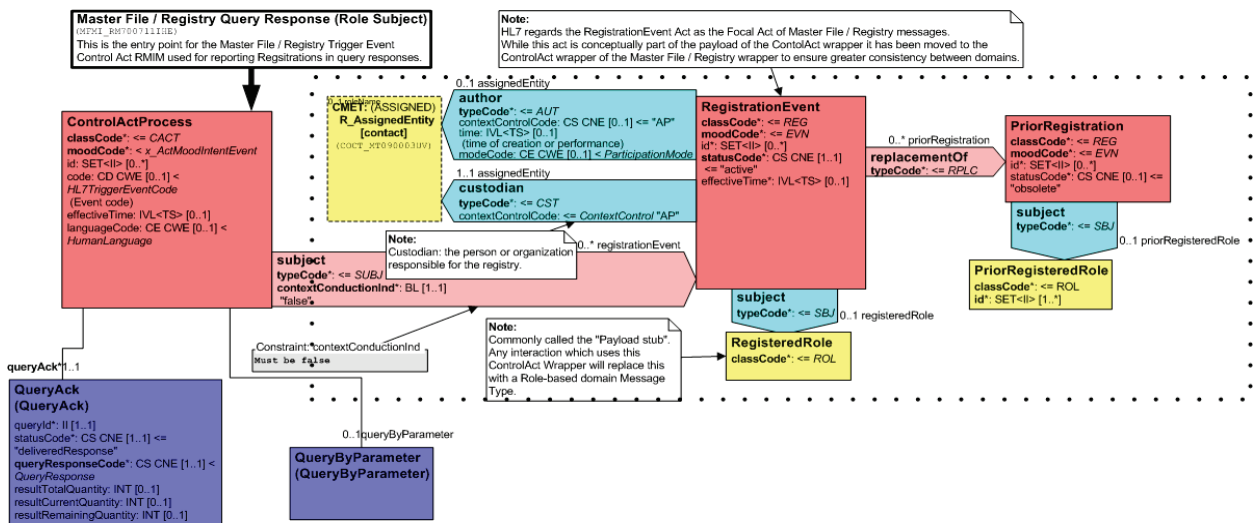 Master File / Registry Query Response (Role Subject)
(MFMI_RM700711IHE)
This is the entry point for the Master File / Registry Trigger Event
Control Act RMIM used for reporting Regsitrations in query responses.
Note:
HL7 regards the RegistrationEvent Act as the Focal Act of Master File / Registry messages.
While this act is conceptually part of the payload of the ContolAct wrapper it has been moved to the
ControlAct wrapper of the Master File / Registry wrapper to ensure greater consistency between domains.
ControlActProcess
classCode*: <= CACT
moodCode*: < x_ActMoodIntentEvent
id: SET<II> [0..*]
code: CD CWE [0..1] <
HL7TriggerEventCode
(Event code)
effectiveTime: IVL<TS> [0..1]
languageCode: CE CWE [0..1] <
HumanLanguage
0..1
CMET: (ASSIGNED)
R_AssignedEntity
[contact]
(COCT_MT090003UV)
0..1 assignedEntity
author
typeCode*: <= AUT
contextControlCode: CS CNE [0..1] <= "AP"
time: IVL<TS> [0..1]
(time of creation or performance)
modeCode: CE CWE [0..1] < ParticipationMode
1..1 assignedEntity
custodian
typeCode*: <= CST
contextControlCode: <= ContextControl "AP"
RegistrationEvent
classCode*: <= REG
moodCode*: <= EVN
id*: SET<II> [0..*]
statusCode*: CS CNE [1..1]
<= "active"
effectiveTime*: IVL<TS> [0..1]
0..* priorRegistration
replacementOf
typeCode*: <= RPLC
PriorRegistration
classCode*: <= REG
moodCode*: <= EVN
id*: SET<II> [0..*]
statusCode*: CS CNE [0..1] <=
"obsolete"
subject
typeCode*: <= SBJ
0..1 priorRegisteredRole
PriorRegisteredRole
classCode*: <= ROL
id*: SET<II> [1..*]
Note:
Custodian: the person or organization
responsible for the registry.
0..* registrationEvent
subject
typeCode*: <= SUBJ
contextConductionInd*: BL [1..1]
"false"
subject
typeCode*: <= SBJ
0..1 registeredRole
RegisteredRole
classCode*: <= ROL
Note:
Commonly called the "Payload stub".
Any interaction which uses this
ControlAct Wrapper will replace this
with a Role-based domain Message
Type.
Constraint: contextConductionInd
Must be false
queryAck*1..1
QueryAck
(QueryAck)
queryId*: II [1..1]
statusCode*: CS CNE [1..1] <=
"deliveredResponse"
queryResponseCode*: CS CNE [1..1] <
QueryResponse
resultTotalQuantity: INT [0..1]
resultCurrentQuantity: INT [0..1]
resultRemainingQuantity: INT [0..1]
0..1queryByParameter
QueryByParameter
(QueryByParameter)